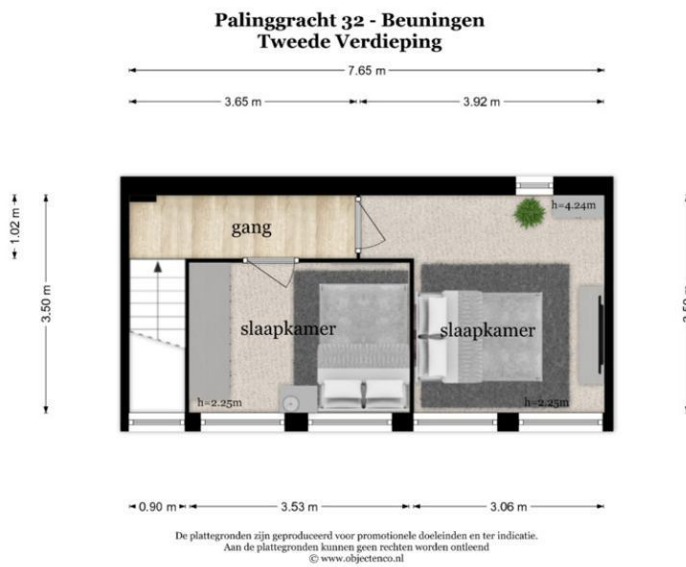 Palinggracht 32 - Beuningen
Tweede Verdieping
7.65 m
3.65 m
3.92 m
1.02 m
3.50 m
gang
h=4.24m
slaapkamer
slaapkamer
h=2.25m
h=2.25m
0.90 m
3.53 m
3.06 m
De plattegronden zijn geproduceerd voor promotionele doeleinden en ter indicatie.
Aan de plattegronden kunnen geen rechten worden ontleend
© www.objectenco.nl